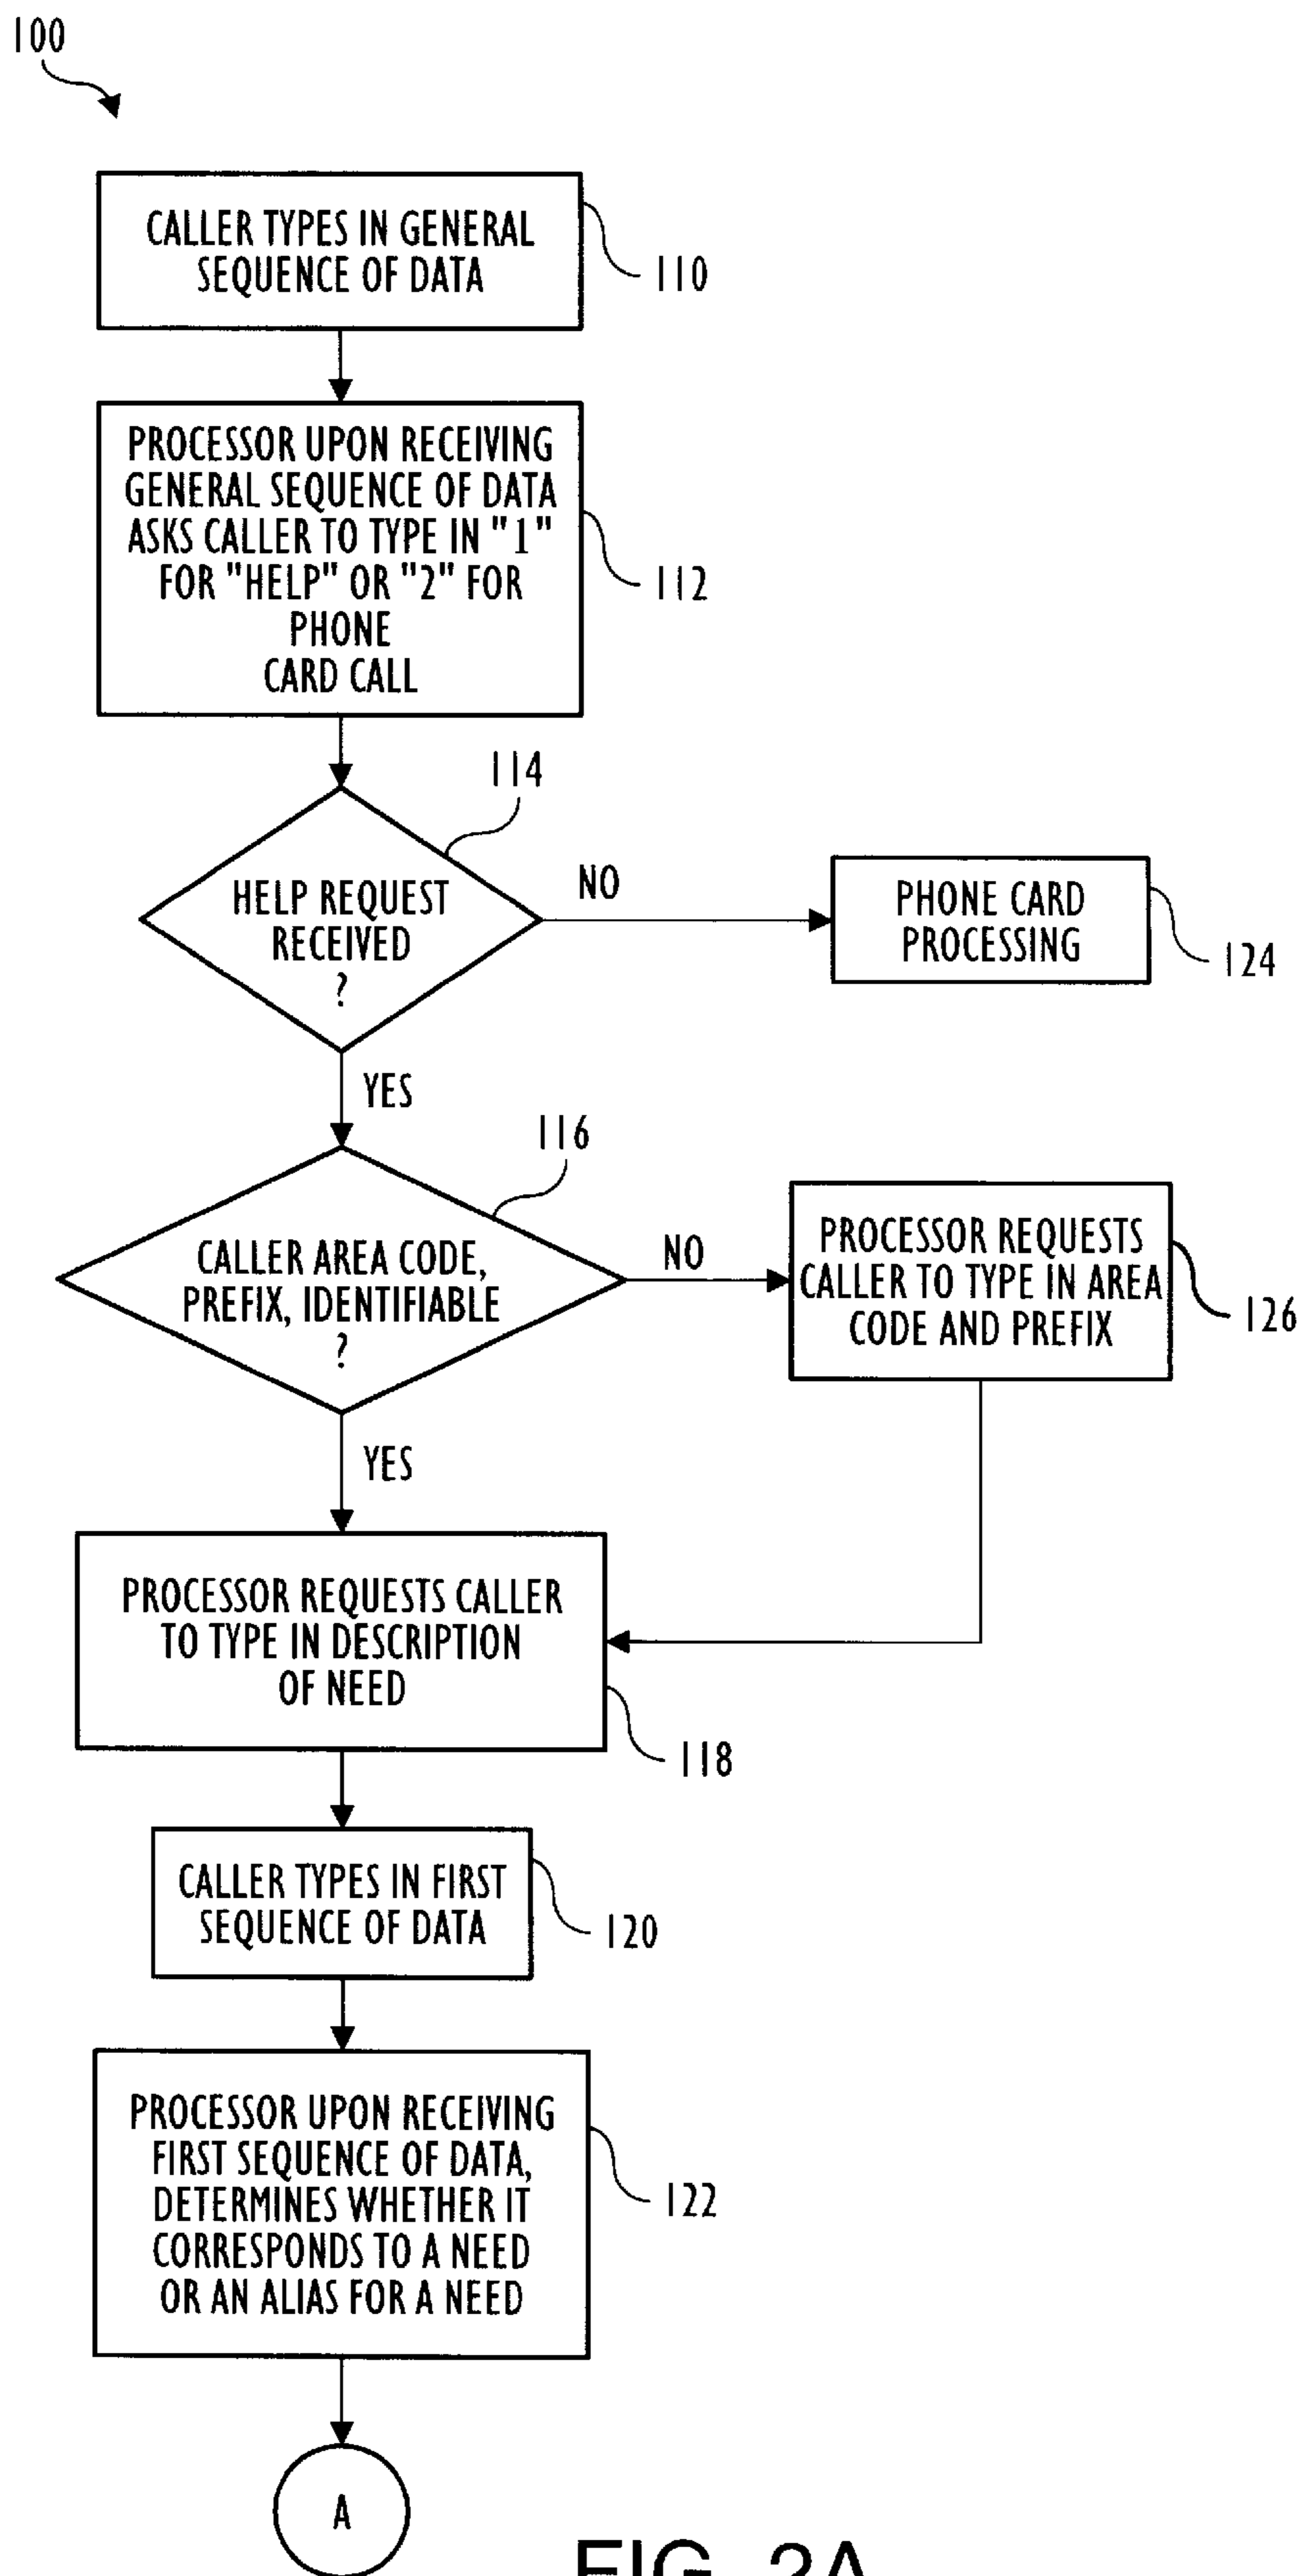 100
CALLER TYPES IN GENERAL
SEQUENCE OF DATA
110
PROCESSOR UPON RECEIVING
GENERAL SEQUENCE OF DATA
ASKS CALLER TO TYPE IN "1"
FOR "HELP" OR "2" FOR
PHONE
CARD CALL
112
114
HELP REQUEST
RECEIVED
?
NO
PHONE CARD
PROCESSING
124
YES
116
CALLER AREA CODE,
PREFIX, IDENTIFIABLE
?
NO
PROCESSOR REQUESTS
CALLER TO TYPE IN AREA
CODE AND PREFIX
126
YES
PROCESSOR REQUESTS CALLER
TO TYPE IN DESCRIPTION
OF NEED
118
CALLER TYPES IN FIRST
SEQUENCE OF DATA
120
PROCESSOR UPON RECEIVING
FIRST SEQUENCE OF DATA,
DETERMINES WHETHER IT
CORRESPONDS TO A NEED
OR AN ALIAS FOR A NEED
122
A
FIG. 2A